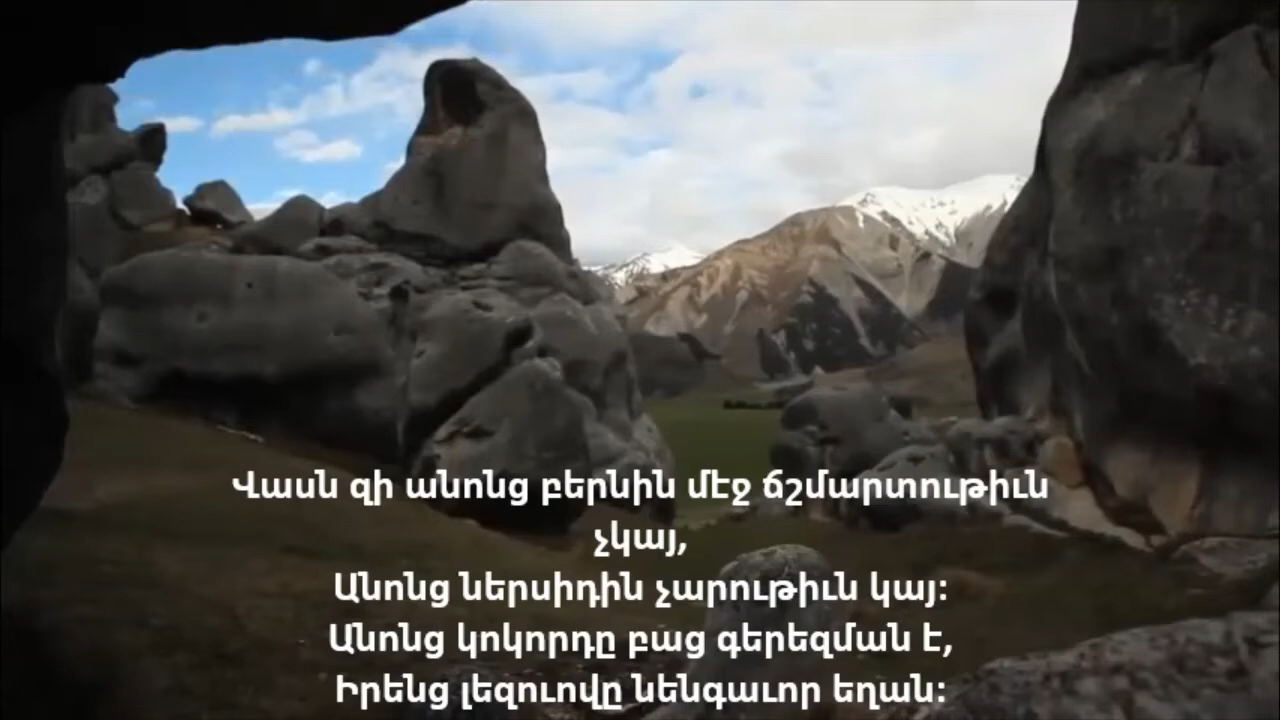 Վասն զի անոնց բերնին մէջ ճշմարտութիւն
չկայ,
Անոնց ներսիդին չարութիւն կայ։
Անոնց կոկորդը բաց գերեզման է,
Իրենց լեզուովը նենգաւոր եղան։